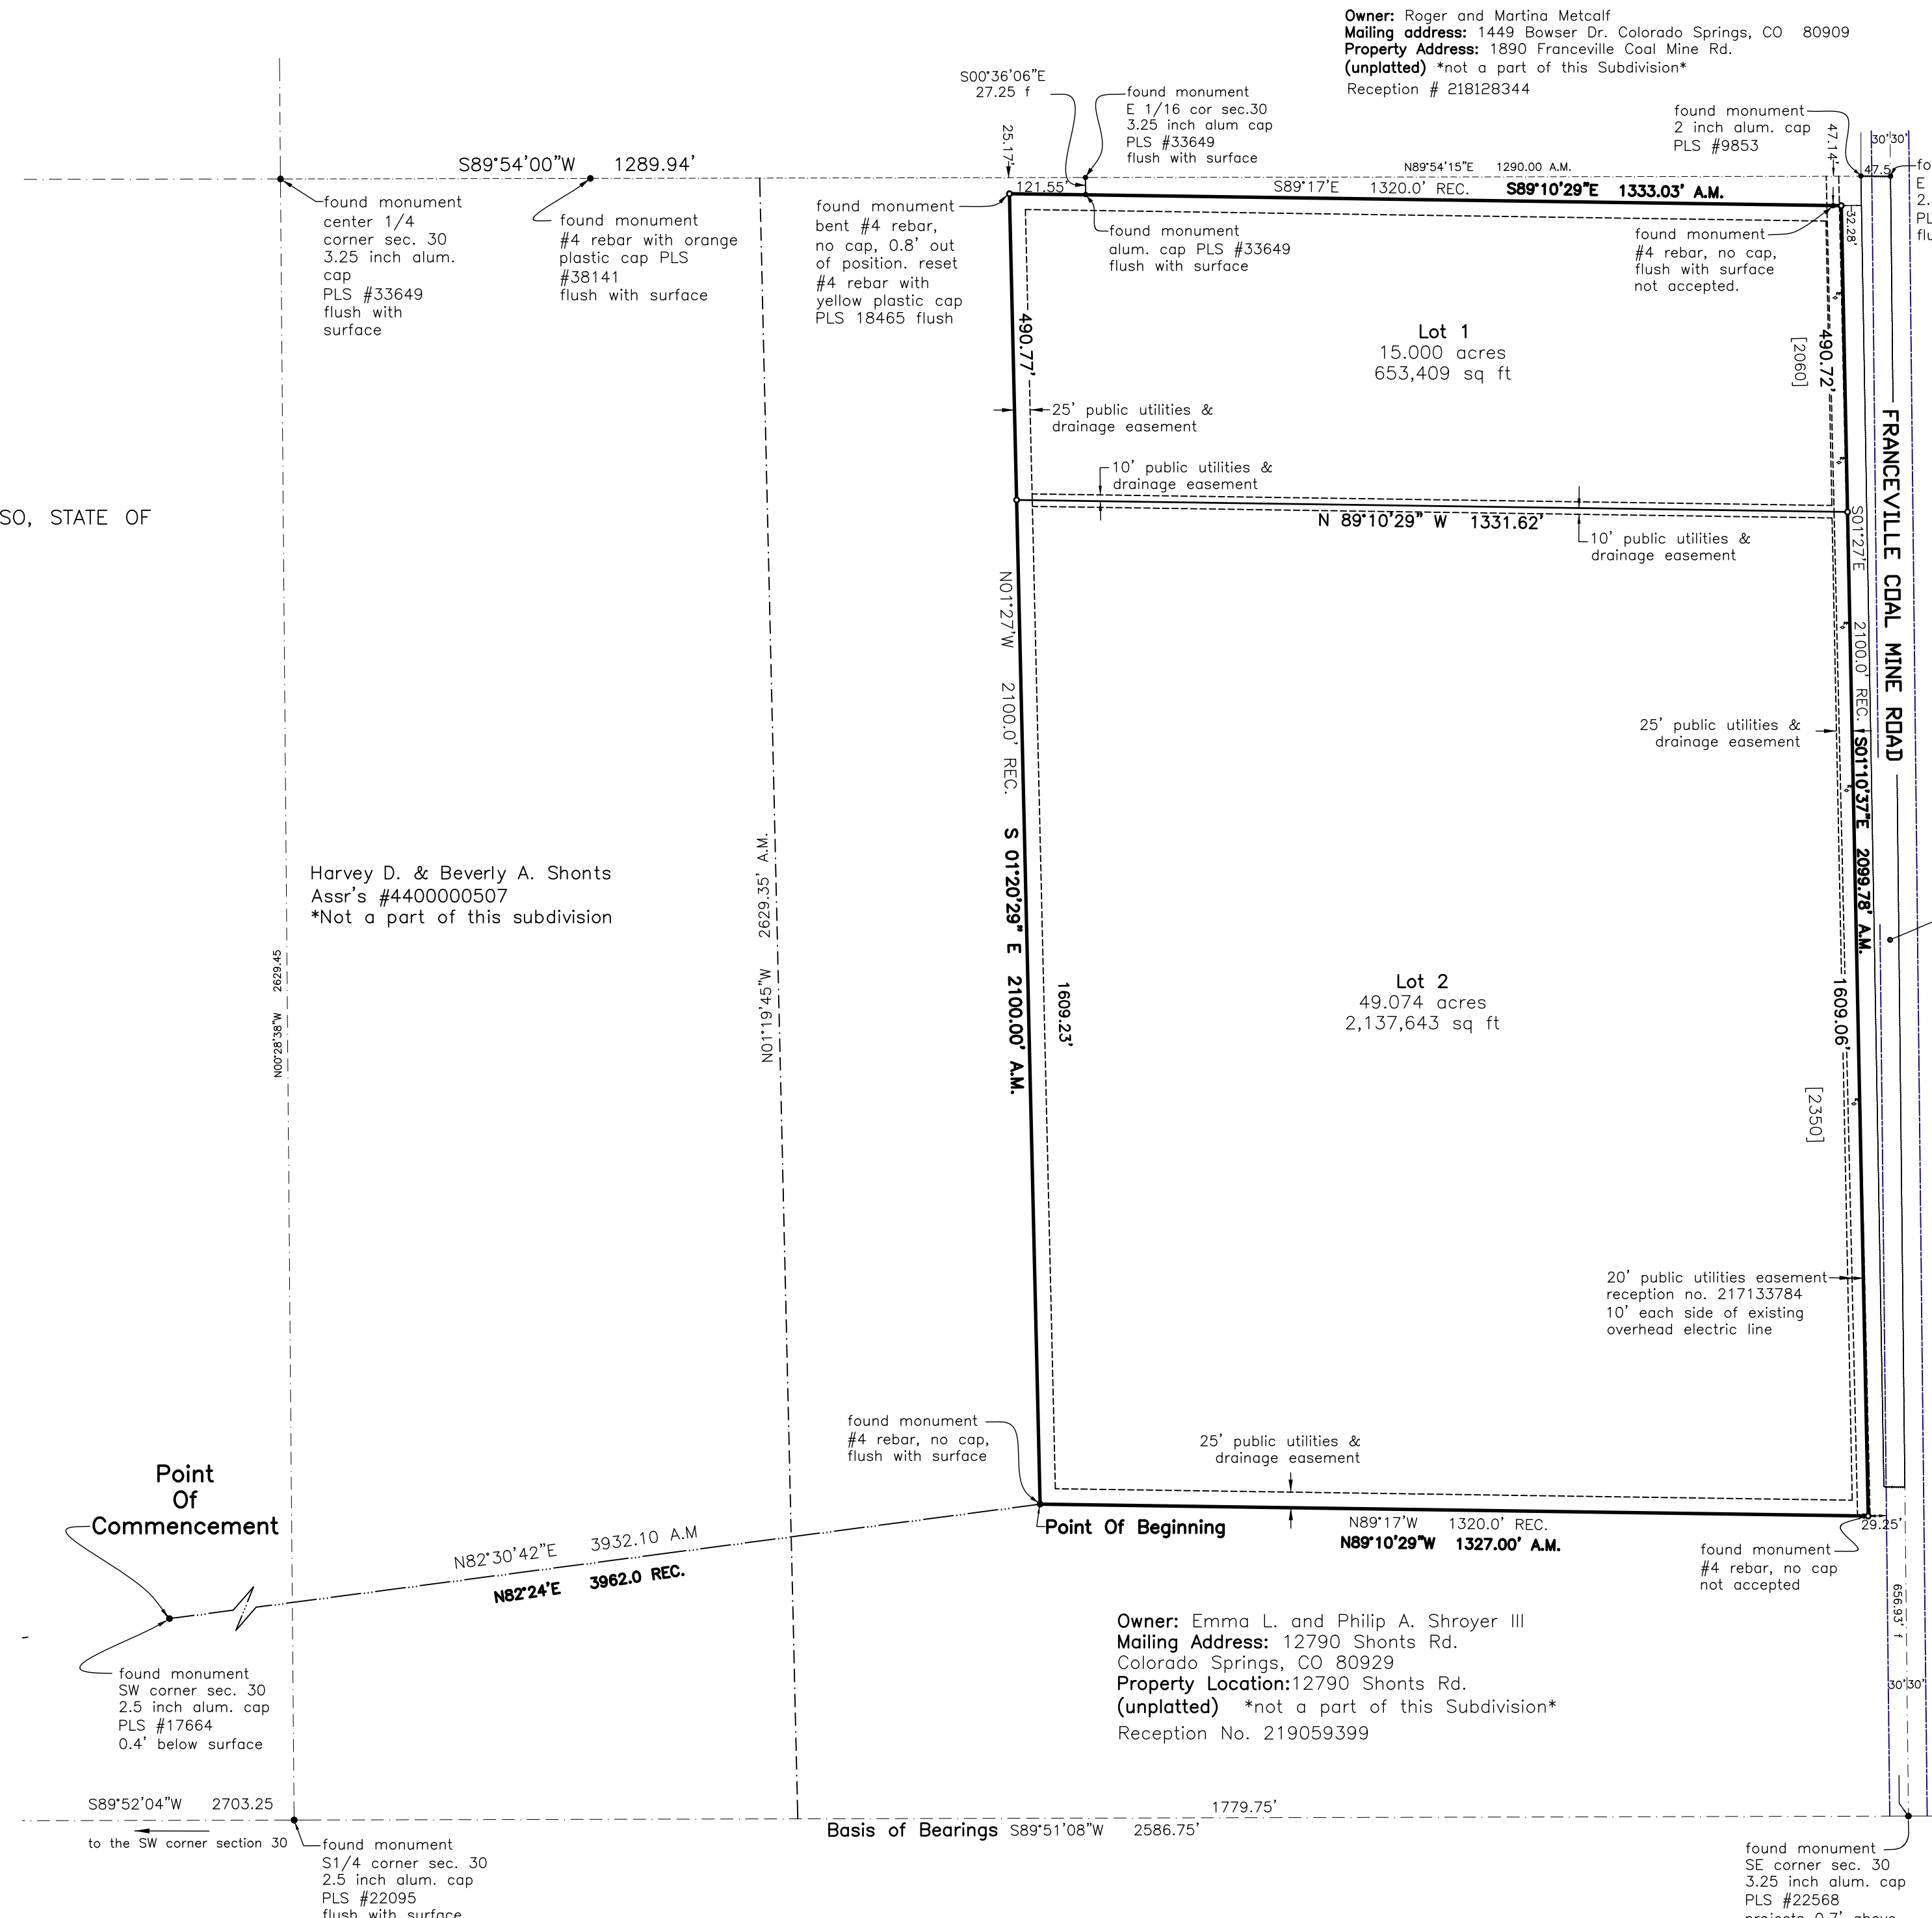 Owner: Roger and Martina Metcalf
Mailing address: 1449 Bowser Dr. Colorado Springs, CO 80909
Property Address: 1890 Franceville Coal Mine Rd.
(unplatted) *not a part of this Subdivision*
Reception # 218128344
S00°36'06"E
27.25 f
found monument
E 1/16 cor sec.30
3.25 inch alum cap
PLS #33649
flush with surface
found monument
2 inch alum. cap
PLS #9853
25.17'
47.14'
30'
30'
S89°54'00"W 1289.94'
N89°54'15"E 1290.00 A.M.
47.5
121.55'
S89°17'E 1320.0' REC.
S89°10'29"E 1333.03' A.M.
32.28'
found monument
center 1/4
corner sec. 30
3.25 inch alum.
cap
PLS #33649
flush with
surface
found monument
#4 rebar with orange
plastic cap PLS
#38141
flush with surface
found monument
bent #4 rebar,
no cap, 0.8' out
of position. reset
#4 rebar with
yellow plastic cap
PLS 18465 flush
found monument
alum. cap PLS #33649
flush with surface
found monument
#4 rebar, no cap,
flush with surface
not accepted.
490.77'
Lot 1
15.000 acres
653,409 sq ft
[2060]
490.72'
25' public utilities &
drainage easement
10' public utilities &
drainage easement
N 89°10'29" W 1331.62'
10' public utilities &
drainage easement
SO, STATE OF
FRANCEVILLE COAL MINE ROAD
N01°27'W 2100.0' REC.
S 01°20'29" E 2100.00' A.M.
S01°27'E 2100.0' REC.
S01°10'37"E 2099.78' A.M.
25' public utilities &
drainage easement
Harvey D. & Beverly A. Shonts
Assr's #4400000507
*Not a part of this subdivision
N00°28'38"W 2629.45
N01°19'45"W 2629.35' A.M.
1609.23'
Lot 2
49.074 acres
2,137,643 sq ft
1609.06'
[2350]
20' public utilities easement
reception no. 217133784
10' each side of existing
overhead electric line
found monument
#4 rebar, no cap,
flush with surface
25' public utilities &
drainage easement
Point
Of
Commencement
Point Of Beginning
N89°17'W 1320.0' REC.
N89°10'29"W 1327.00' A.M.
29.25'
N82°30'42"E 3932.10 A.M
N82°24'E 3962.0 REC.
found monument
#4 rebar, no cap
not accepted
656.93' f
Owner: Emma L. and Philip A. Shroyer III
Mailing Address: 12790 Shonts Rd.
Colorado Springs, CO 80929
Property Location:12790 Shonts Rd.
(unplatted) *not a part of this Subdivision*
Reception No. 219059399
30'
30'
found monument
SW corner sec. 30
2.5 inch alum. cap
PLS #17664
0.4' below surface
S89°52'04"W 2703.25
to the SW corner section 30
1779.75'
Basis of Bearings S89°51'08"W 2586.75'
found monument
S1/4 corner sec. 30
2.5 inch alum. cap
PLS #22095
flush with surface
found monument
SE corner sec. 30
3.25 inch alum. cap
PLS #22568
projects 0.7' above